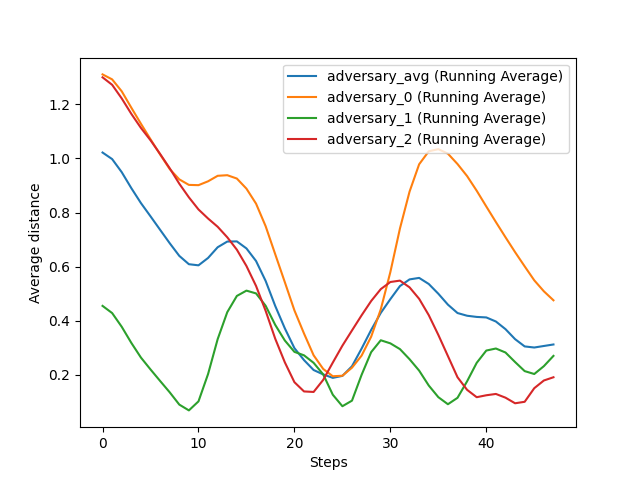 adversary_avg (Running Average)
adversary_0 (Running Average)
adversary_1 (Running Average)
adversary_2 (Running Average)
Average distance
1.2
1.0
0.8
0.6
0.4
0.2
0 10 20 30 40
Steps